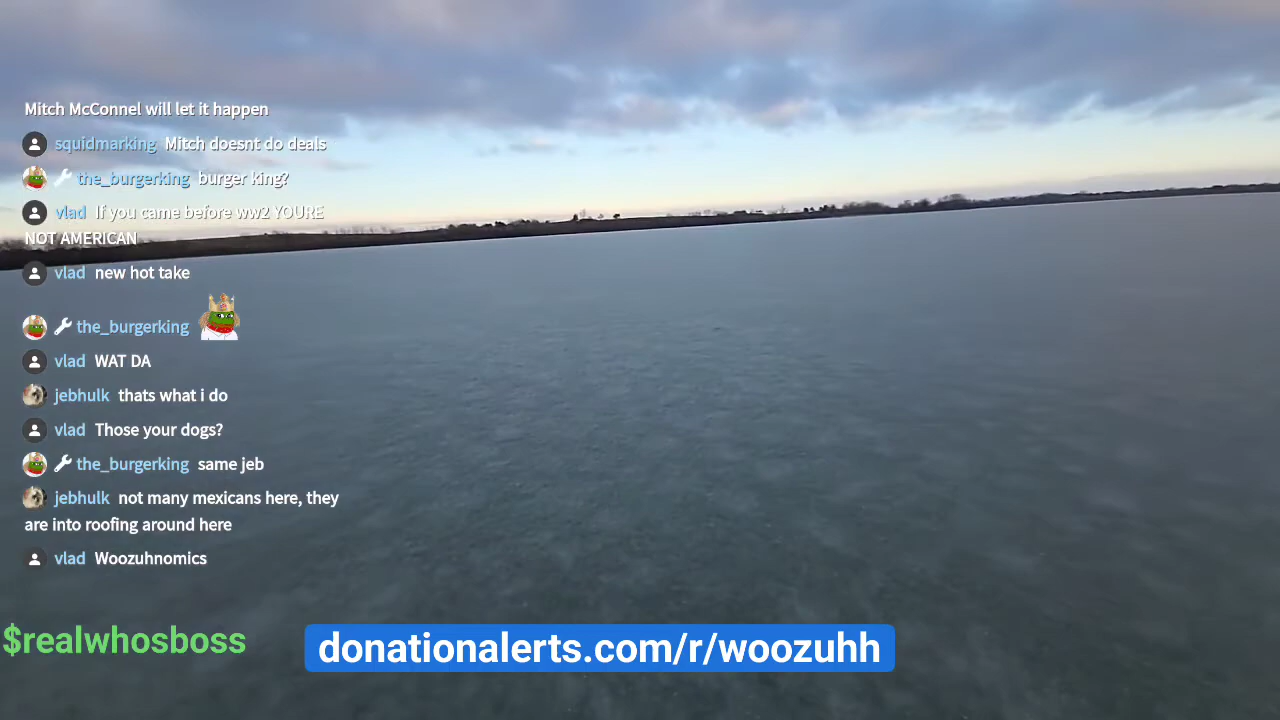 Mitch McConnel will let it happen
squidmarking Mitch doesnt do deals
the_burgerking burger king?
vlad If you came before ww2 YOURE
NOT AMERICAN
vlad new hot take
the_burgerking
vlad WAT DA
jebhulk thats what i do
vlad Those your dogs?
the_burgerking same jeb
jebhulk not many mexicans here, they
are into roofing around here
vlad Woozuhnomics
$realwhosboss
donationalerts.com/r/woozuhh